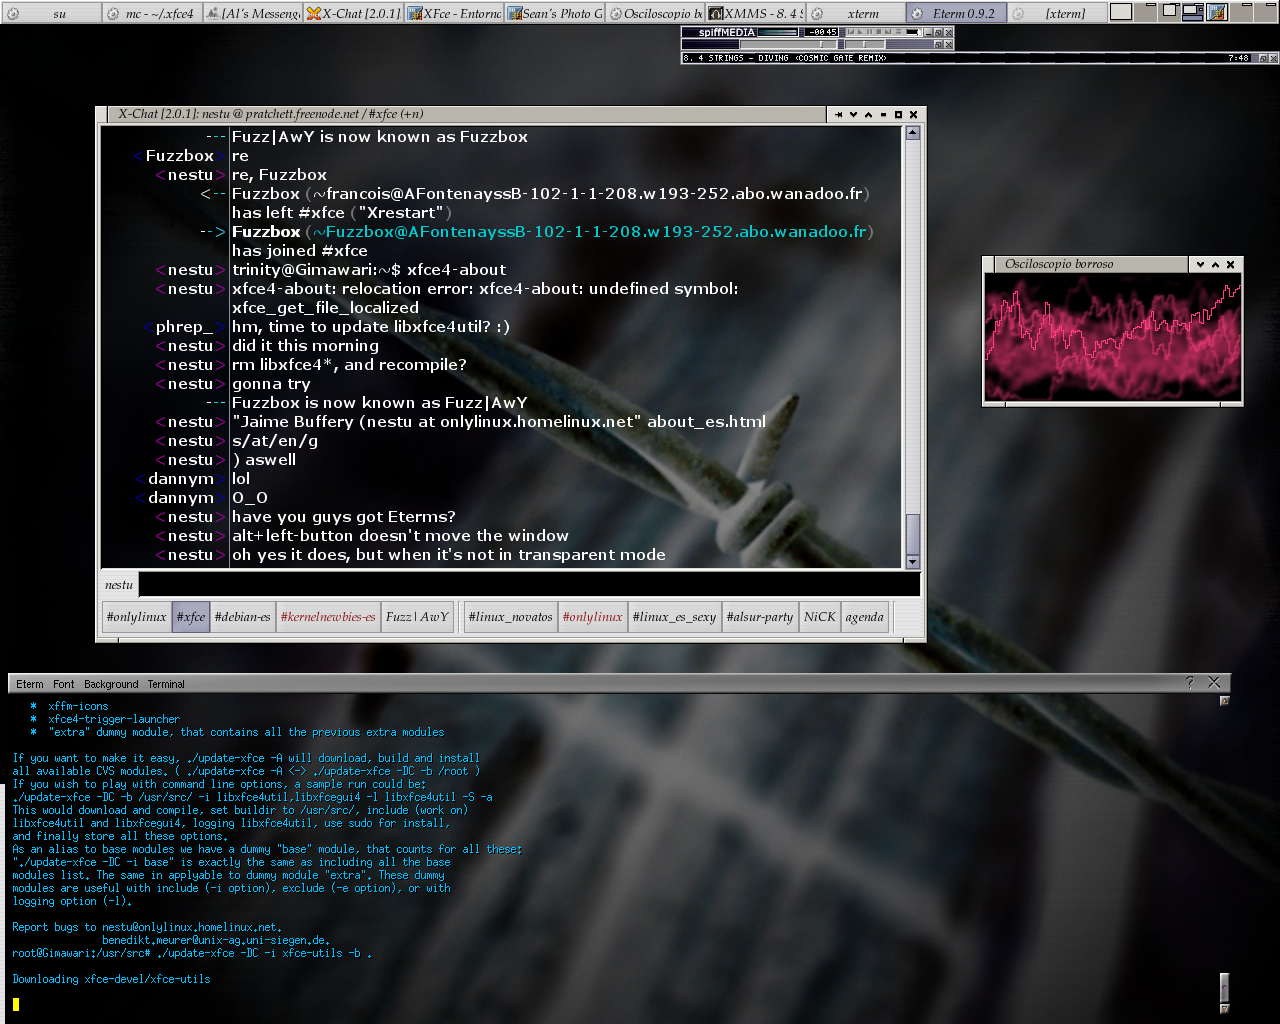 su
mc - ~/.xfce4
[Al's Messeng
X-Chat [2.0.1]
XFce - Entorno
Sean's Photo G
Osciloscopio b
XMMS - 8. 4 S
xterm
Eterm 0.9.2
[xterm]
spiffMEDIA
-00 45
8. 4 STRINGS - DIVING (COSMIC GATE REMIX)
7:48
X-Chat [2.0.1]: nestu @ pratchett.freenode.net / #xfce (+n)
--- Fuzz|AwY is now known as Fuzzbox
<Fuzzbox> re
<nestu> re, Fuzzbox
<-- Fuzzbox (~francois@AFontenayssB-102-1-1-208.w193-252.abo.wanadoo.fr)
has left #xfce ("Xrestart")
--> Fuzzbox (~Fuzzbox@AFontenayssB-102-1-1-208.w193-252.abo.wanadoo.fr)
has joined #xfce
<nestu> trinity@Gimawari:~$ xfce4-about
<nestu> xfce4-about: relocation error: xfce4-about: undefined symbol:
xfce_get_file_localized
<phrep_> hm, time to update libxfce4util? :)
<nestu> did it this morning
<nestu> rm libxfce4*, and recompile?
<nestu> gonna try
--- Fuzzbox is now known as Fuzz|AwY
<nestu> "Jaime Buffery (nestu at onlylinux.homelinux.net" about_es.html
<nestu> s/at/en/g
<nestu> ) aswell
<dannym> lol
<dannym> O_O
<nestu> have you guys got Eterms?
<nestu> alt+left-button doesn't move the window
<nestu> oh yes it does, but when it's not in transparent mode
nestu
#onlylinux #xfce #debian-es #kernelnewbies-es Fuzz|AwY #linux_novatos #onlylinux #linux_es_sexy #alsur-party NiCK agenda
Osciloscopio borroso
Eterm Font Background Terminal
* xffm-icons
* xfce4-trigger-launcher
* "extra" dummy module, that contains all the previous extra modules
If you want to make it easy, ./update-xfce -A will download, build and install
all available CVS modules. ( ./update-xfce -A <-> ./update-xfce -DC -b /root )
If you wish to play with command line options, a sample run could be:
./update-xfce -DC -b /usr/src/ -i libxfce4util,libxfcegui4 -l libxfce4util -S -a
This would download and compile, set buildir to /usr/src/, include (work on)
libxfce4util and libxfcegui4, logging libxfce4util, use sudo for install,
and finally store all these options.
As an alias to base modules we have a dummy "base" module, that counts for all these:
"./update-xfce -DC -i base" is exactly the same as including all the base
modules list. The same in applyable to dummy module "extra". These dummy
modules are useful with include (-i option), exclude (-e option), or with
logging option (-l).
Report bugs to nestu@onlylinux.homelinux.net.
benedikt.meurer@unix-ag.uni-siegen.de.
root@Gimawari:/usr/src# ./update-xfce -DC -i xfce-utils -b .
Downloading xfce-devel/xfce-utils